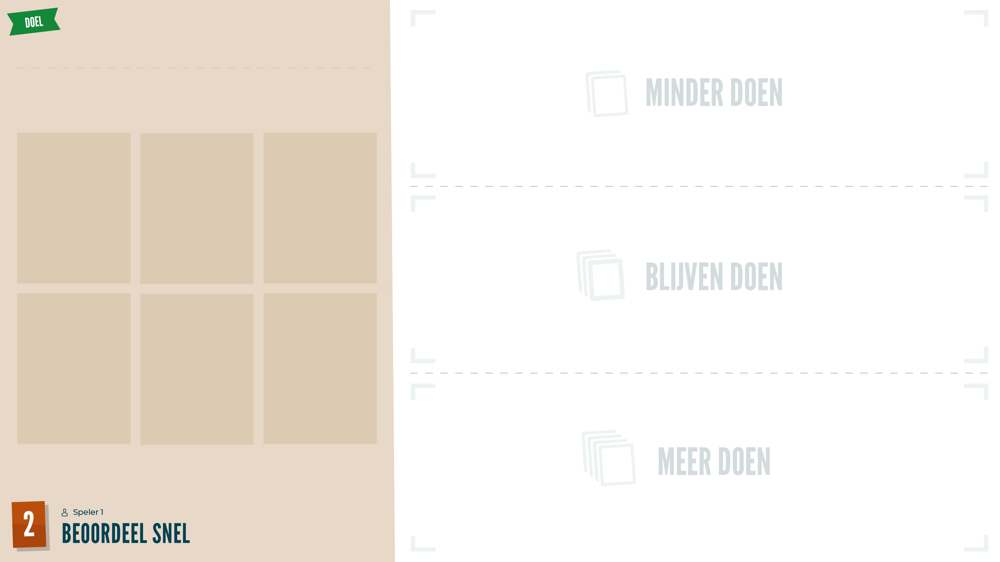 DOEL
2
Speler 1
BEOORDEEL SNEL
MINDER DOEN
BLIJVEN DOEN
MEER DOEN